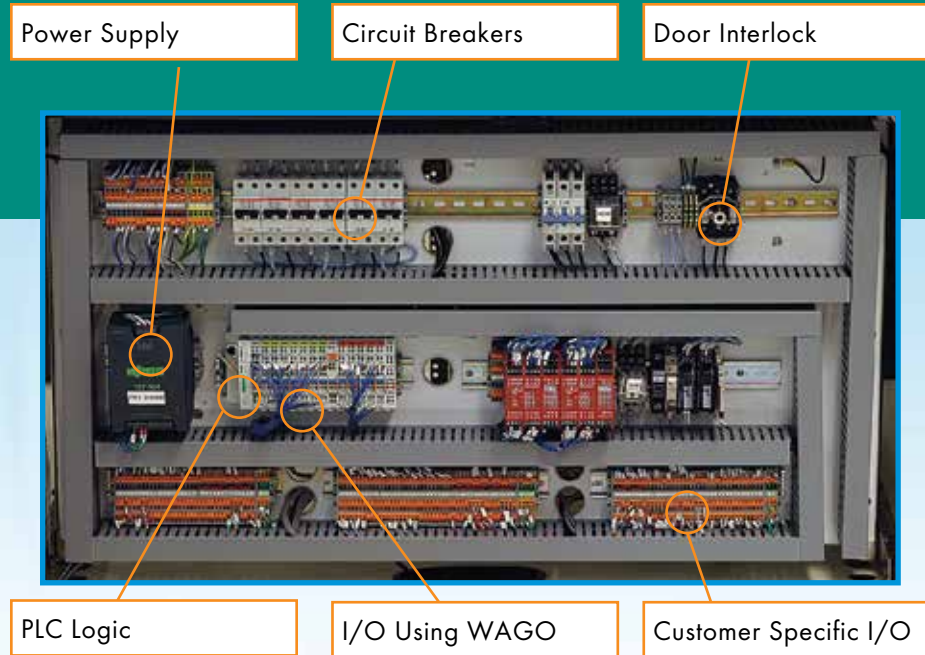 Power Supply
Circuit Breakers
Door Interlock
PLC Logic
I/O Using WAGO
Customer Specific I/O